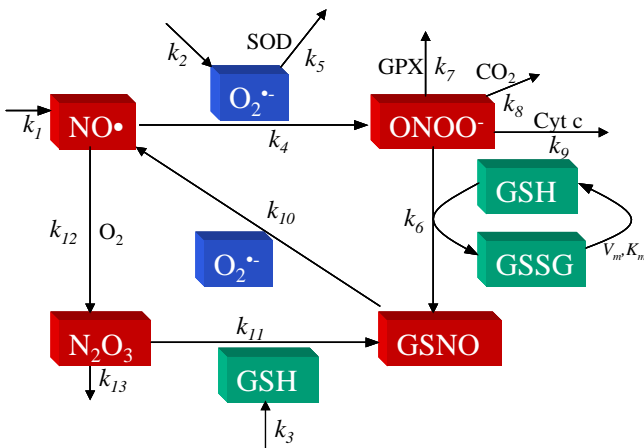 k₂
SOD
k₅
GPX
k₇
CO₂
k₈
O₂•-
k₁
NO•
k₄
ONOO-
Cyt c
k₉
GSH
k₁₀
k₆
k₁₂
O₂
O₂•-
GSSG
Vₘ,Kₘ
N₂O₃
k₁₁
GSNO
k₁₃
GSH
k₃